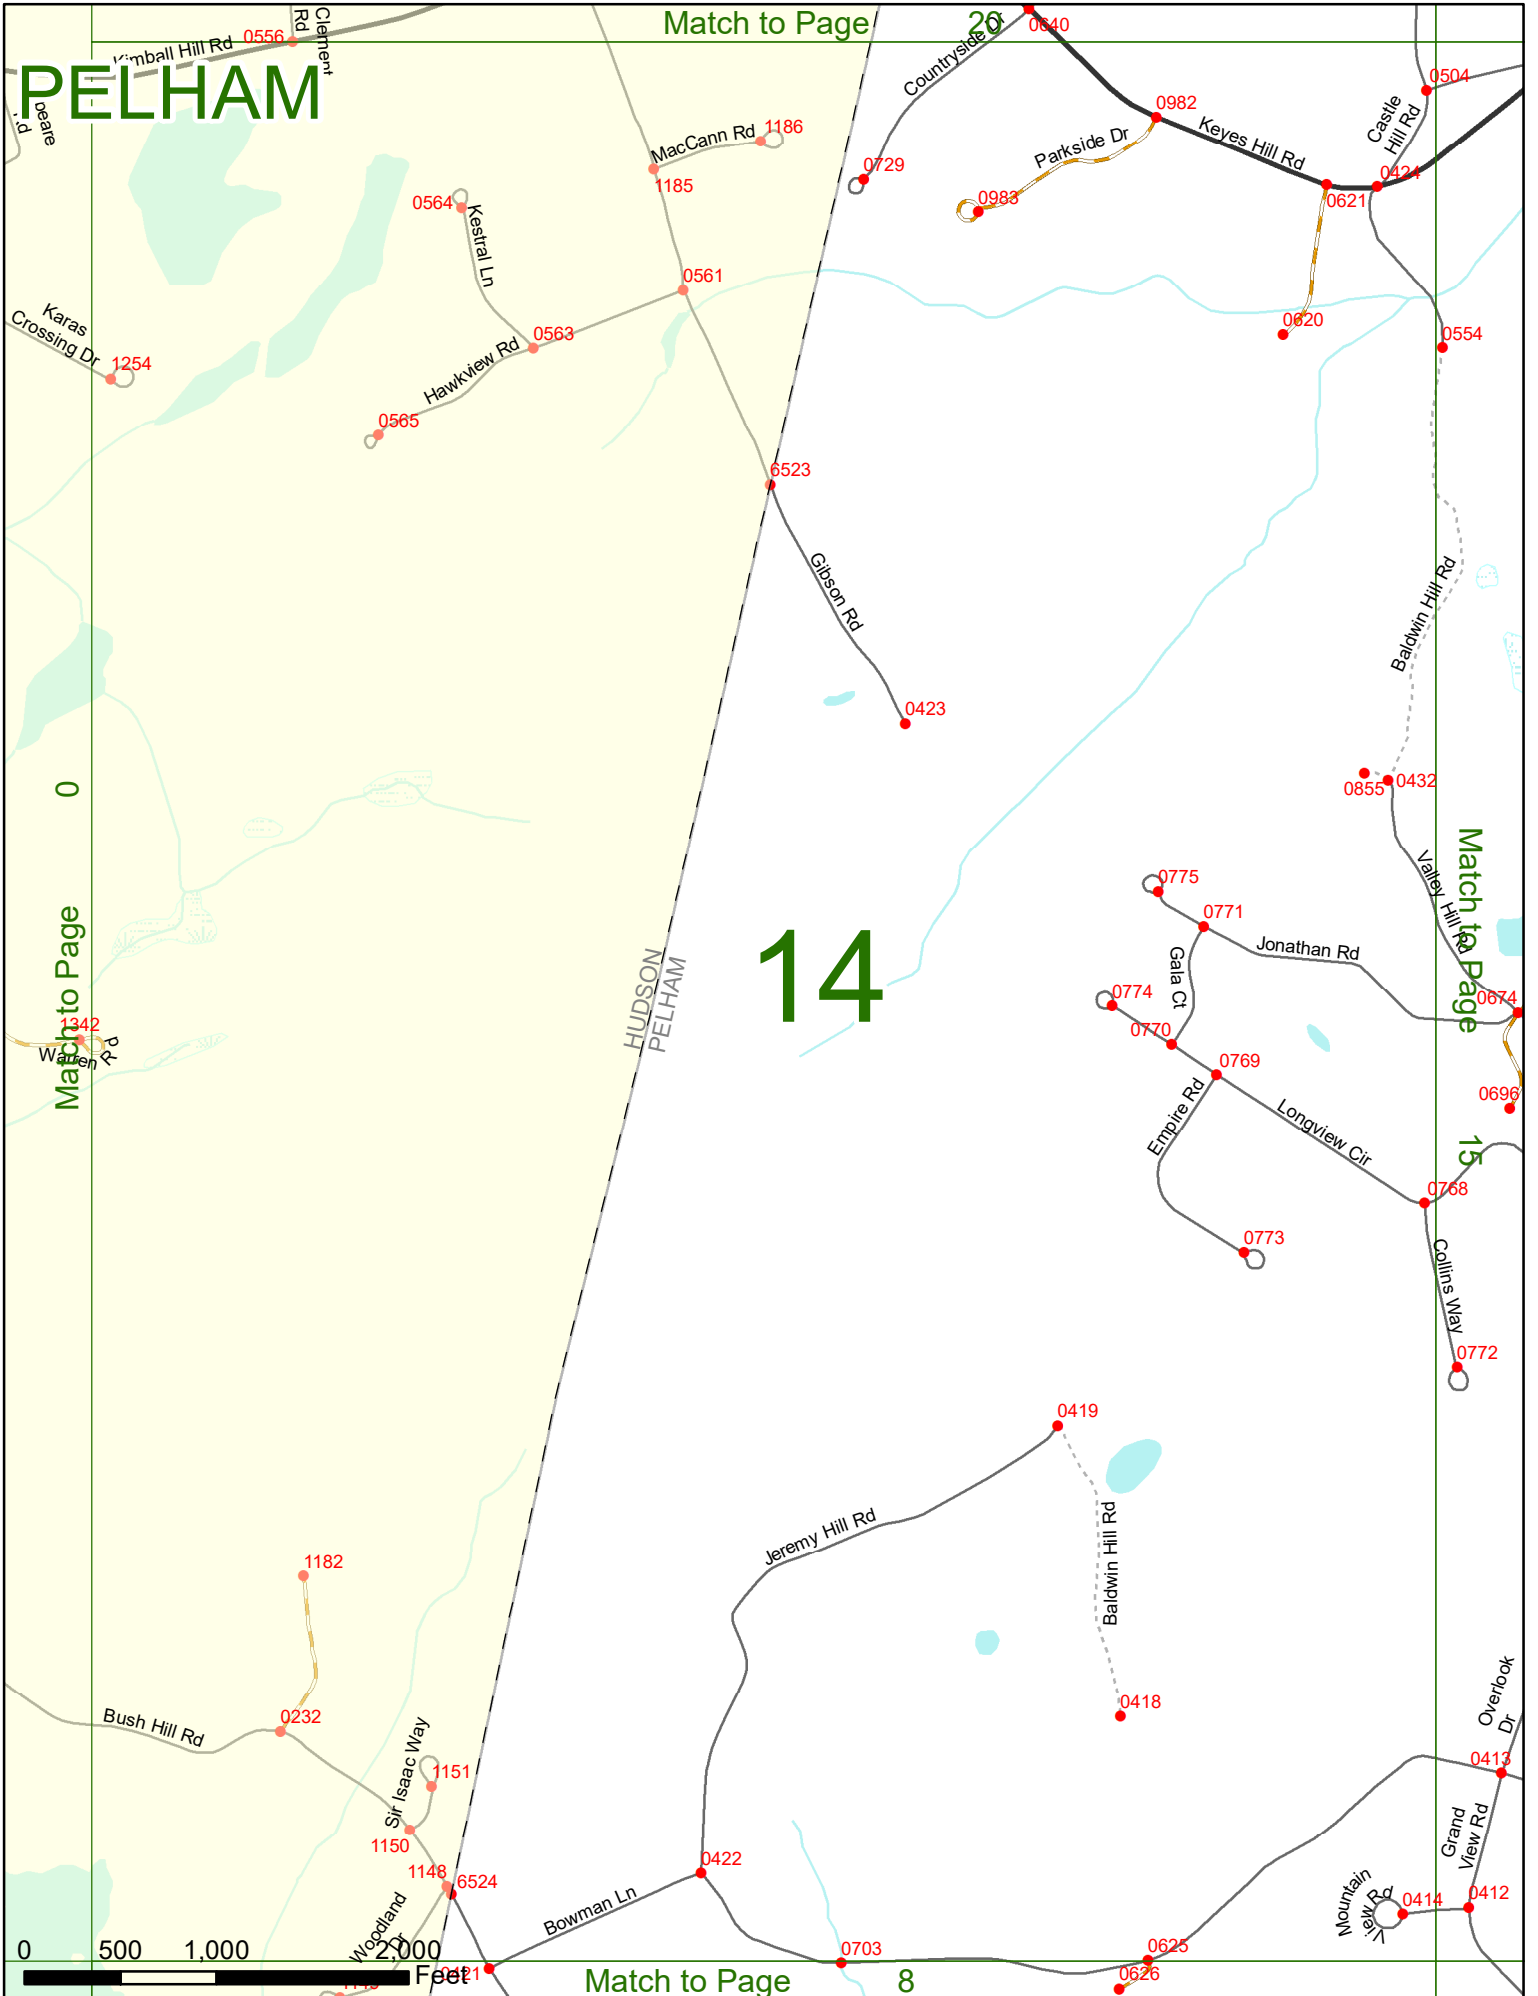 Match to Page 20
PELHAM
Kimball Hill Rd
0556
Clement
Rd
peare
Rd
0640
Countryside Dr
0504
0982
Castle
Hill Rd
Keyes Hill Rd
Parkside Dr
MacCann Rd
1186
1185
0729
0983
0424
0621
0564
Kestral Ln
0561
0563
Hawkview Rd
0565
Karas
Crossing Dr
1254
0620
0554
6523
Gibson Rd
0423
Baldwin Hill Rd
0855
0432
Valley Hill Rd
Match to Page 0
Match to Page 15
0775
0771
Jonathan Rd
Gala Ct
0774
0770
0769
0674
0696
14
HUDSON
PELHAM
1342
Warren Rd
Empire Rd
Longview Cir
0768
0773
Collins Way
0772
0419
Jeremy Hill Rd
Baldwin Hill Rd
0418
1182
Bush Hill Rd
0232
Sir Isaac Way
1151
1150
1148
6524
Woodland
Dr
0422
Bowman Ln
0421
0703
0625
0626
Overlook
Dr
0413
Grand
View Rd
Mountain
View Rd
0414
0412
0 500 1,000 2,000
Feet
Match to Page 8